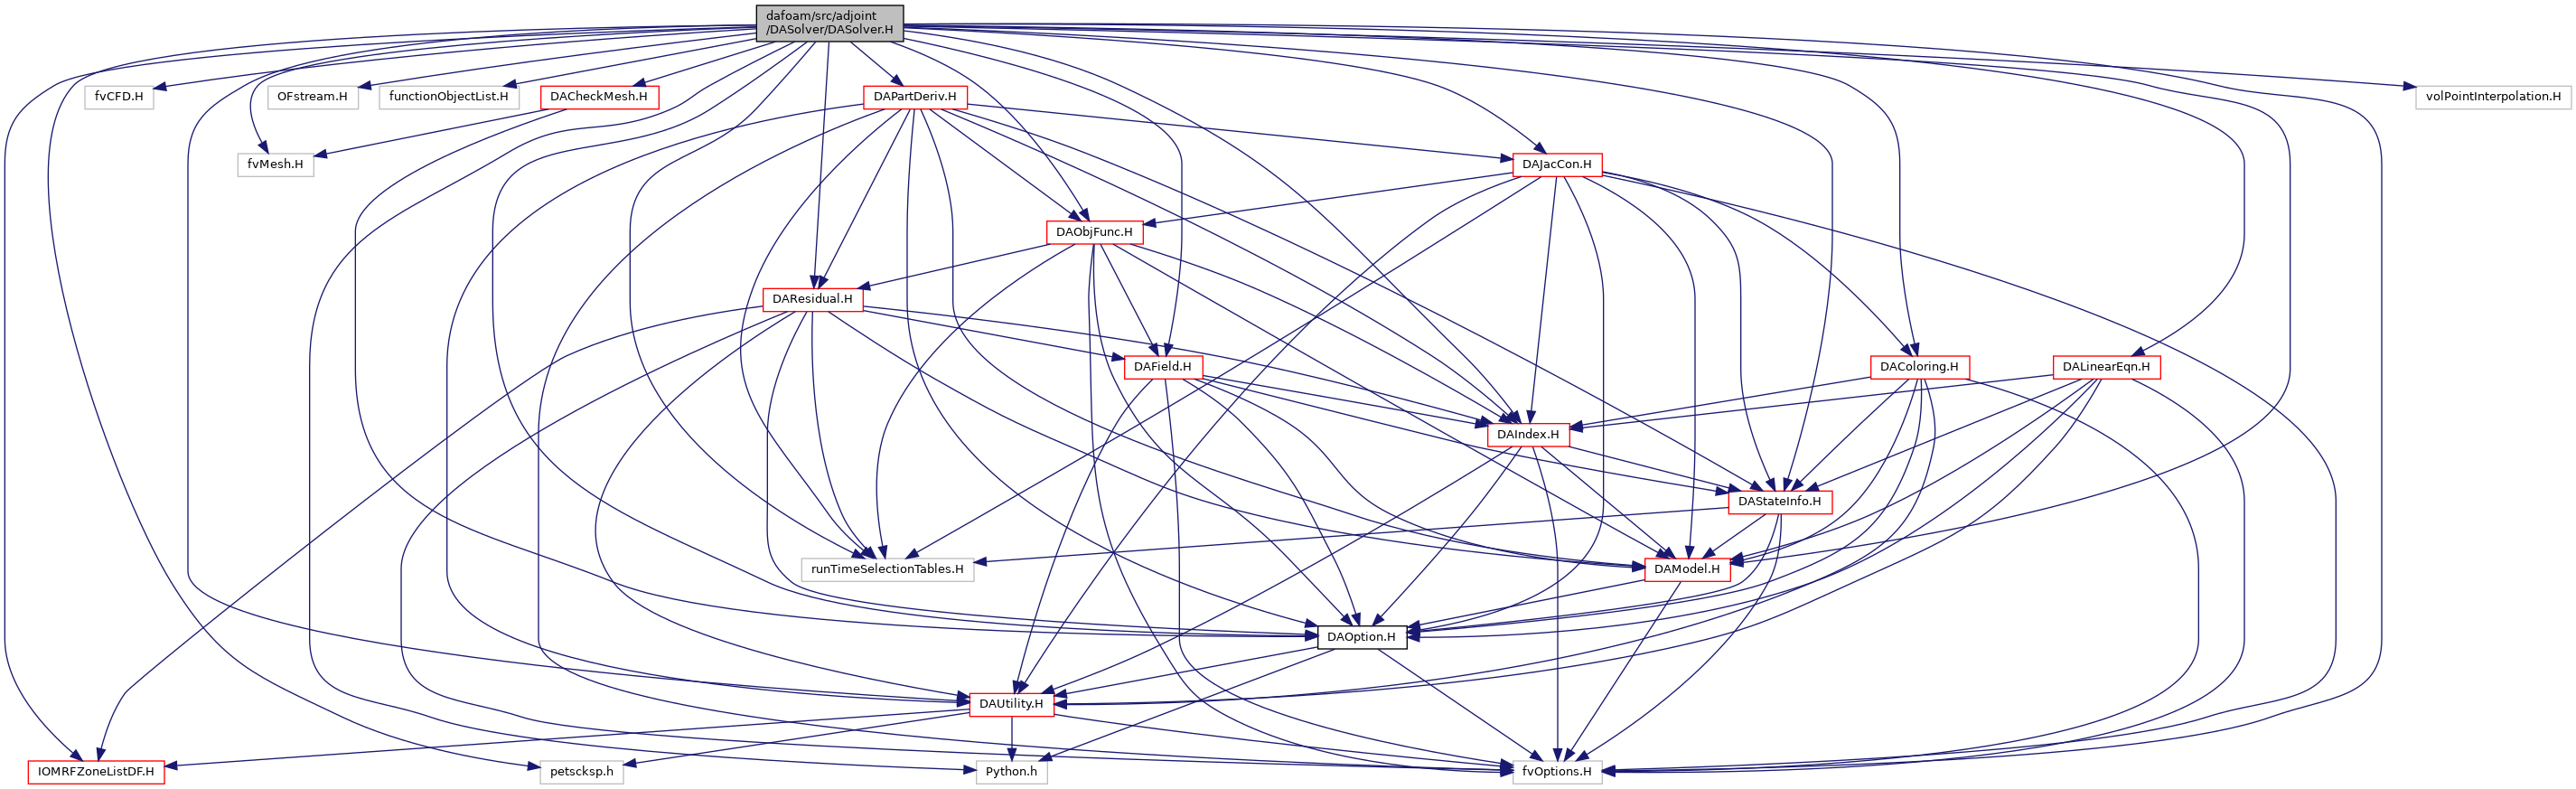 dafoam/src/adjoint
/DASolver/DASolver.H
fvCFD.H
OFstream.H
functionObjectList.H
DACheckMesh.H
DAPartDeriv.H
volPointInterpolation.H
fvMesh.H
DAJacCon.H
DAObjFunc.H
DAResidual.H
DAField.H
DAColoring.H
DALinearEqn.H
DAIndex.H
DAStateInfo.H
runTimeSelectionTables.H
DAModel.H
DAOption.H
DAUtility.H
IOMRFZoneListDF.H
petscksp.h
Python.h
fvOptions.H